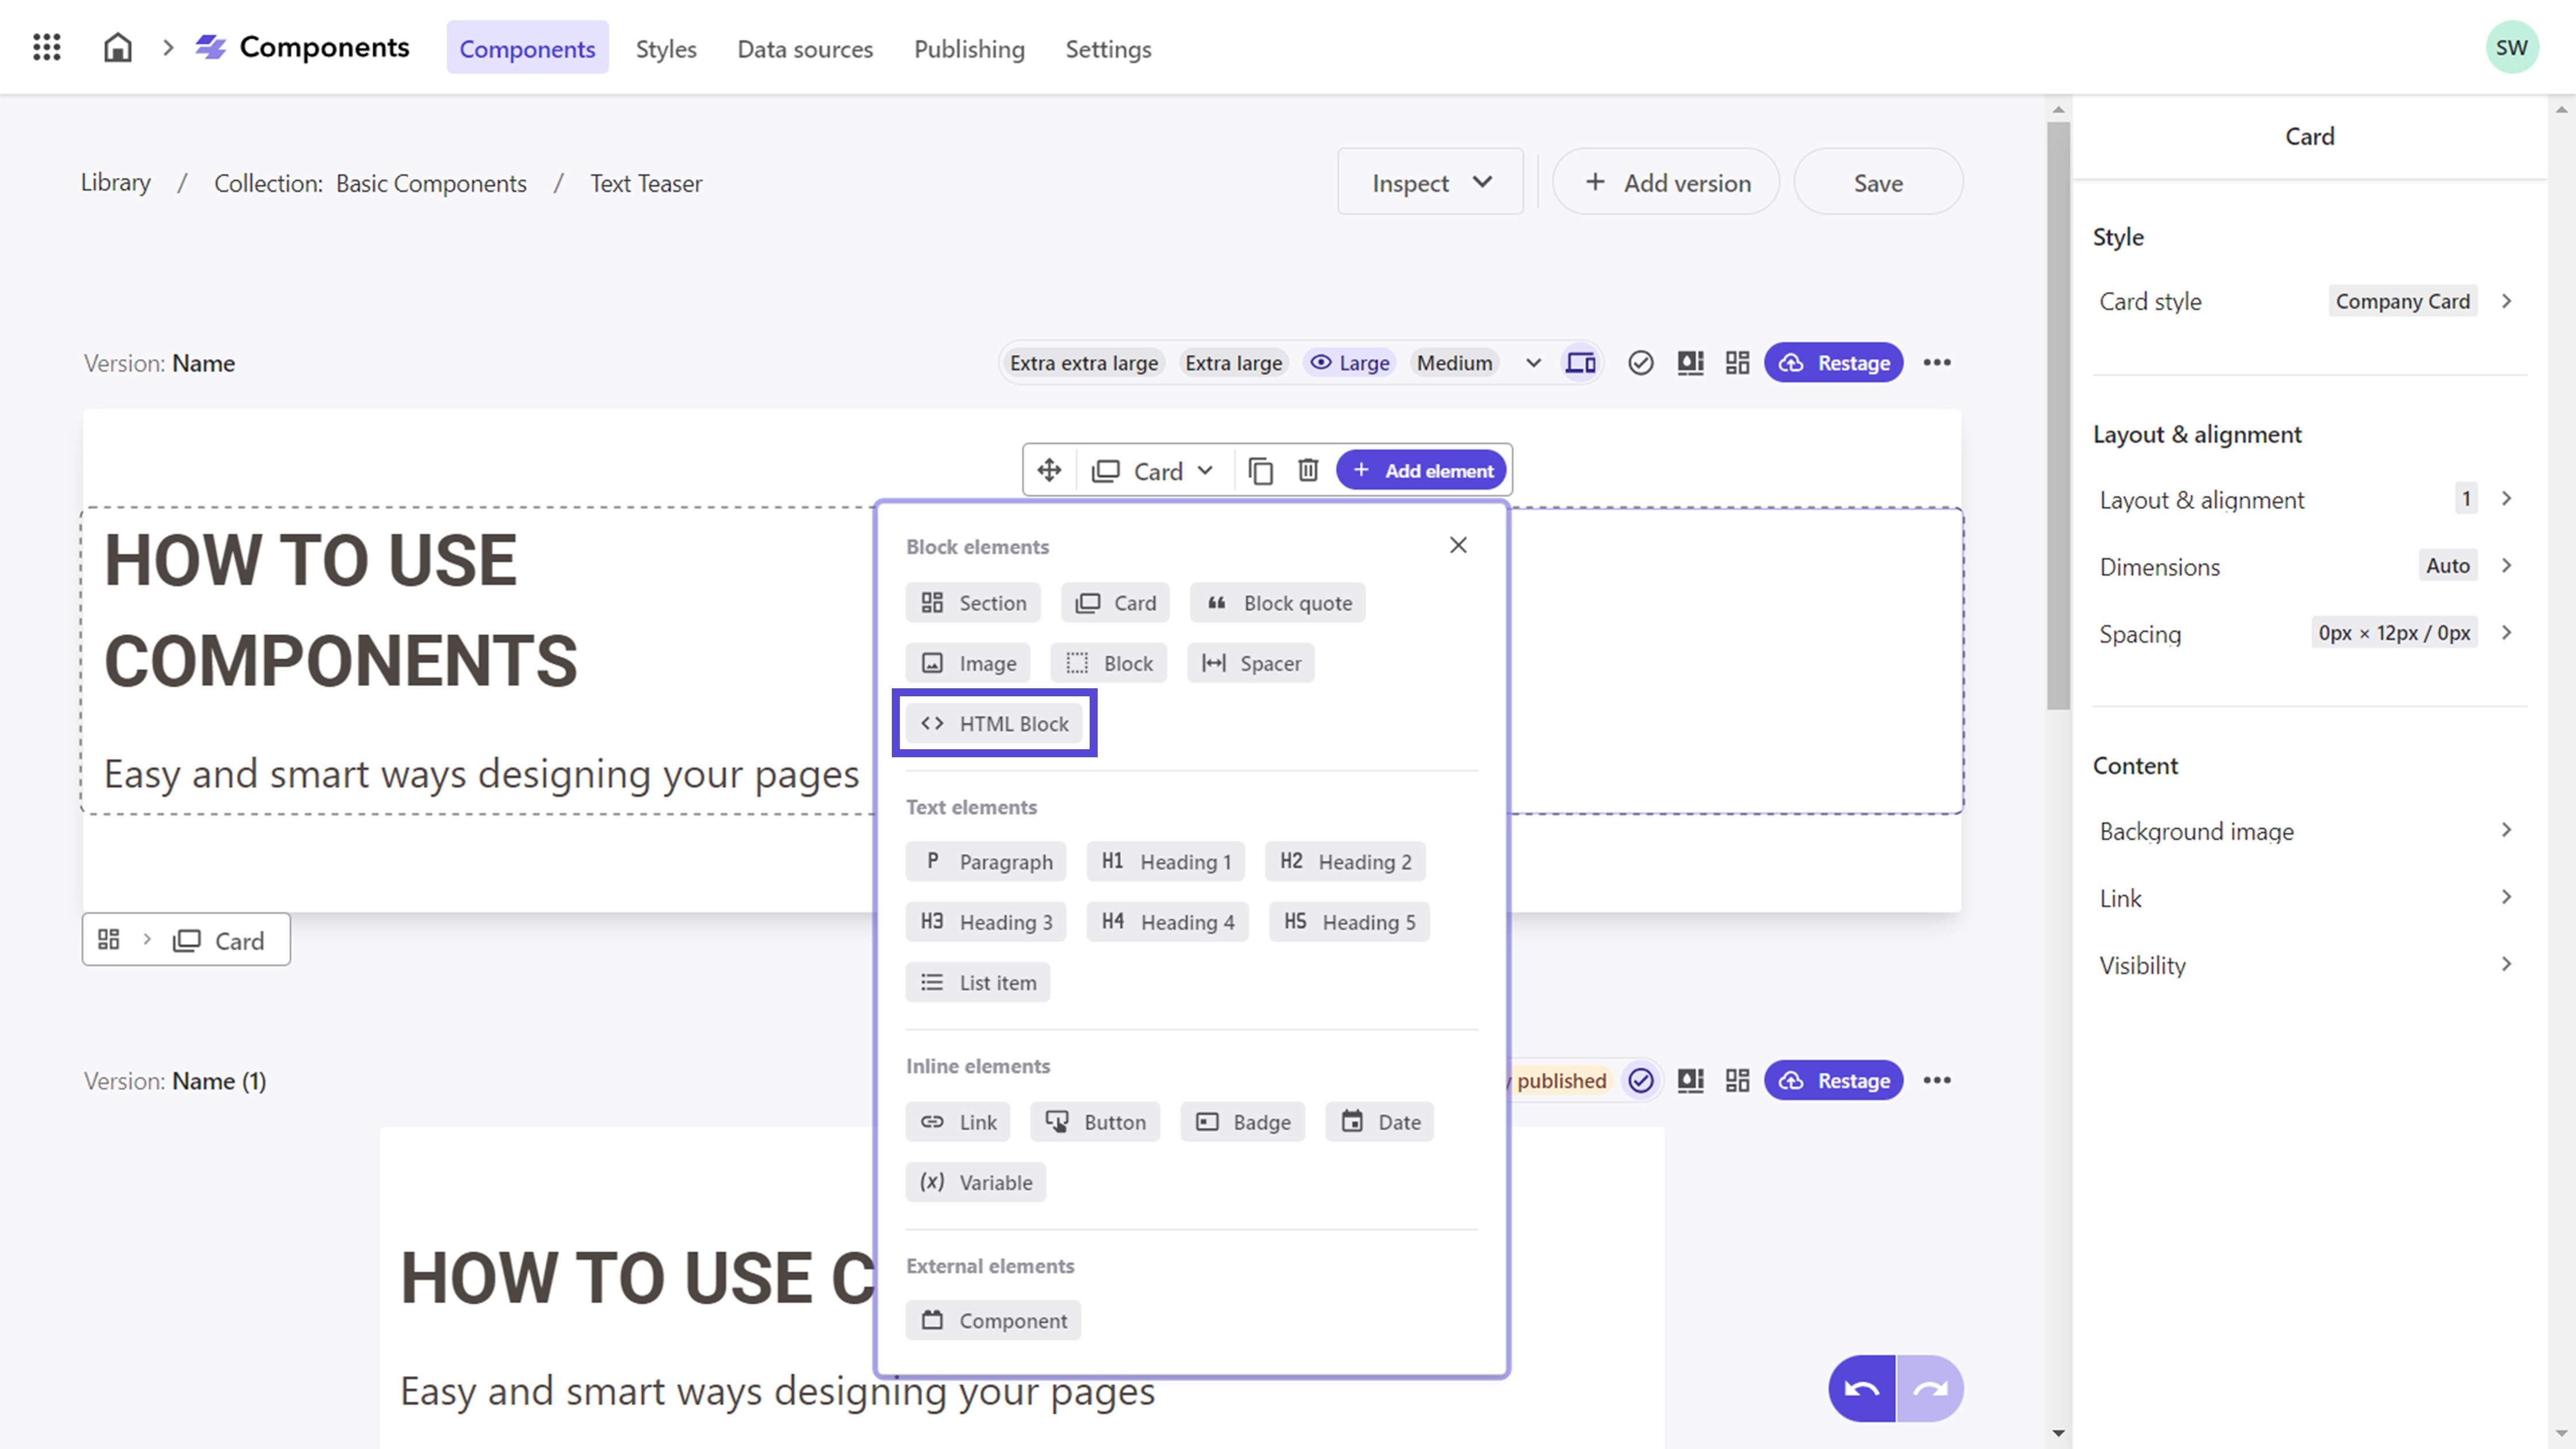 Components Components Styles Data sources Publishing Settings SW
Card
Library / Collection: Basic Components / Text Teaser
Inspect + Add version Save
Style
Card style Company Card
Version: Name
Extra extra large Extra large Large Medium Restage
Layout & alignment
Card + Add element
Layout & alignment 1
Dimensions Auto
Spacing 0px × 12px / 0px
HOW TO USE
COMPONENTS
Easy and smart ways designing your pages
Block elements
Section Card Block quote
Image Block Spacer
<> HTML Block
Text elements
P Paragraph H1 Heading 1 H2 Heading 2
H3 Heading 3 H4 Heading 4 H5 Heading 5
List item
Inline elements
Link Button Badge Date
(x) Variable
External elements
Component
Content
Background image
Link
Visibility
Card
Version: Name (1)
published Restage
HOW TO USE C
Easy and smart ways designing your pages